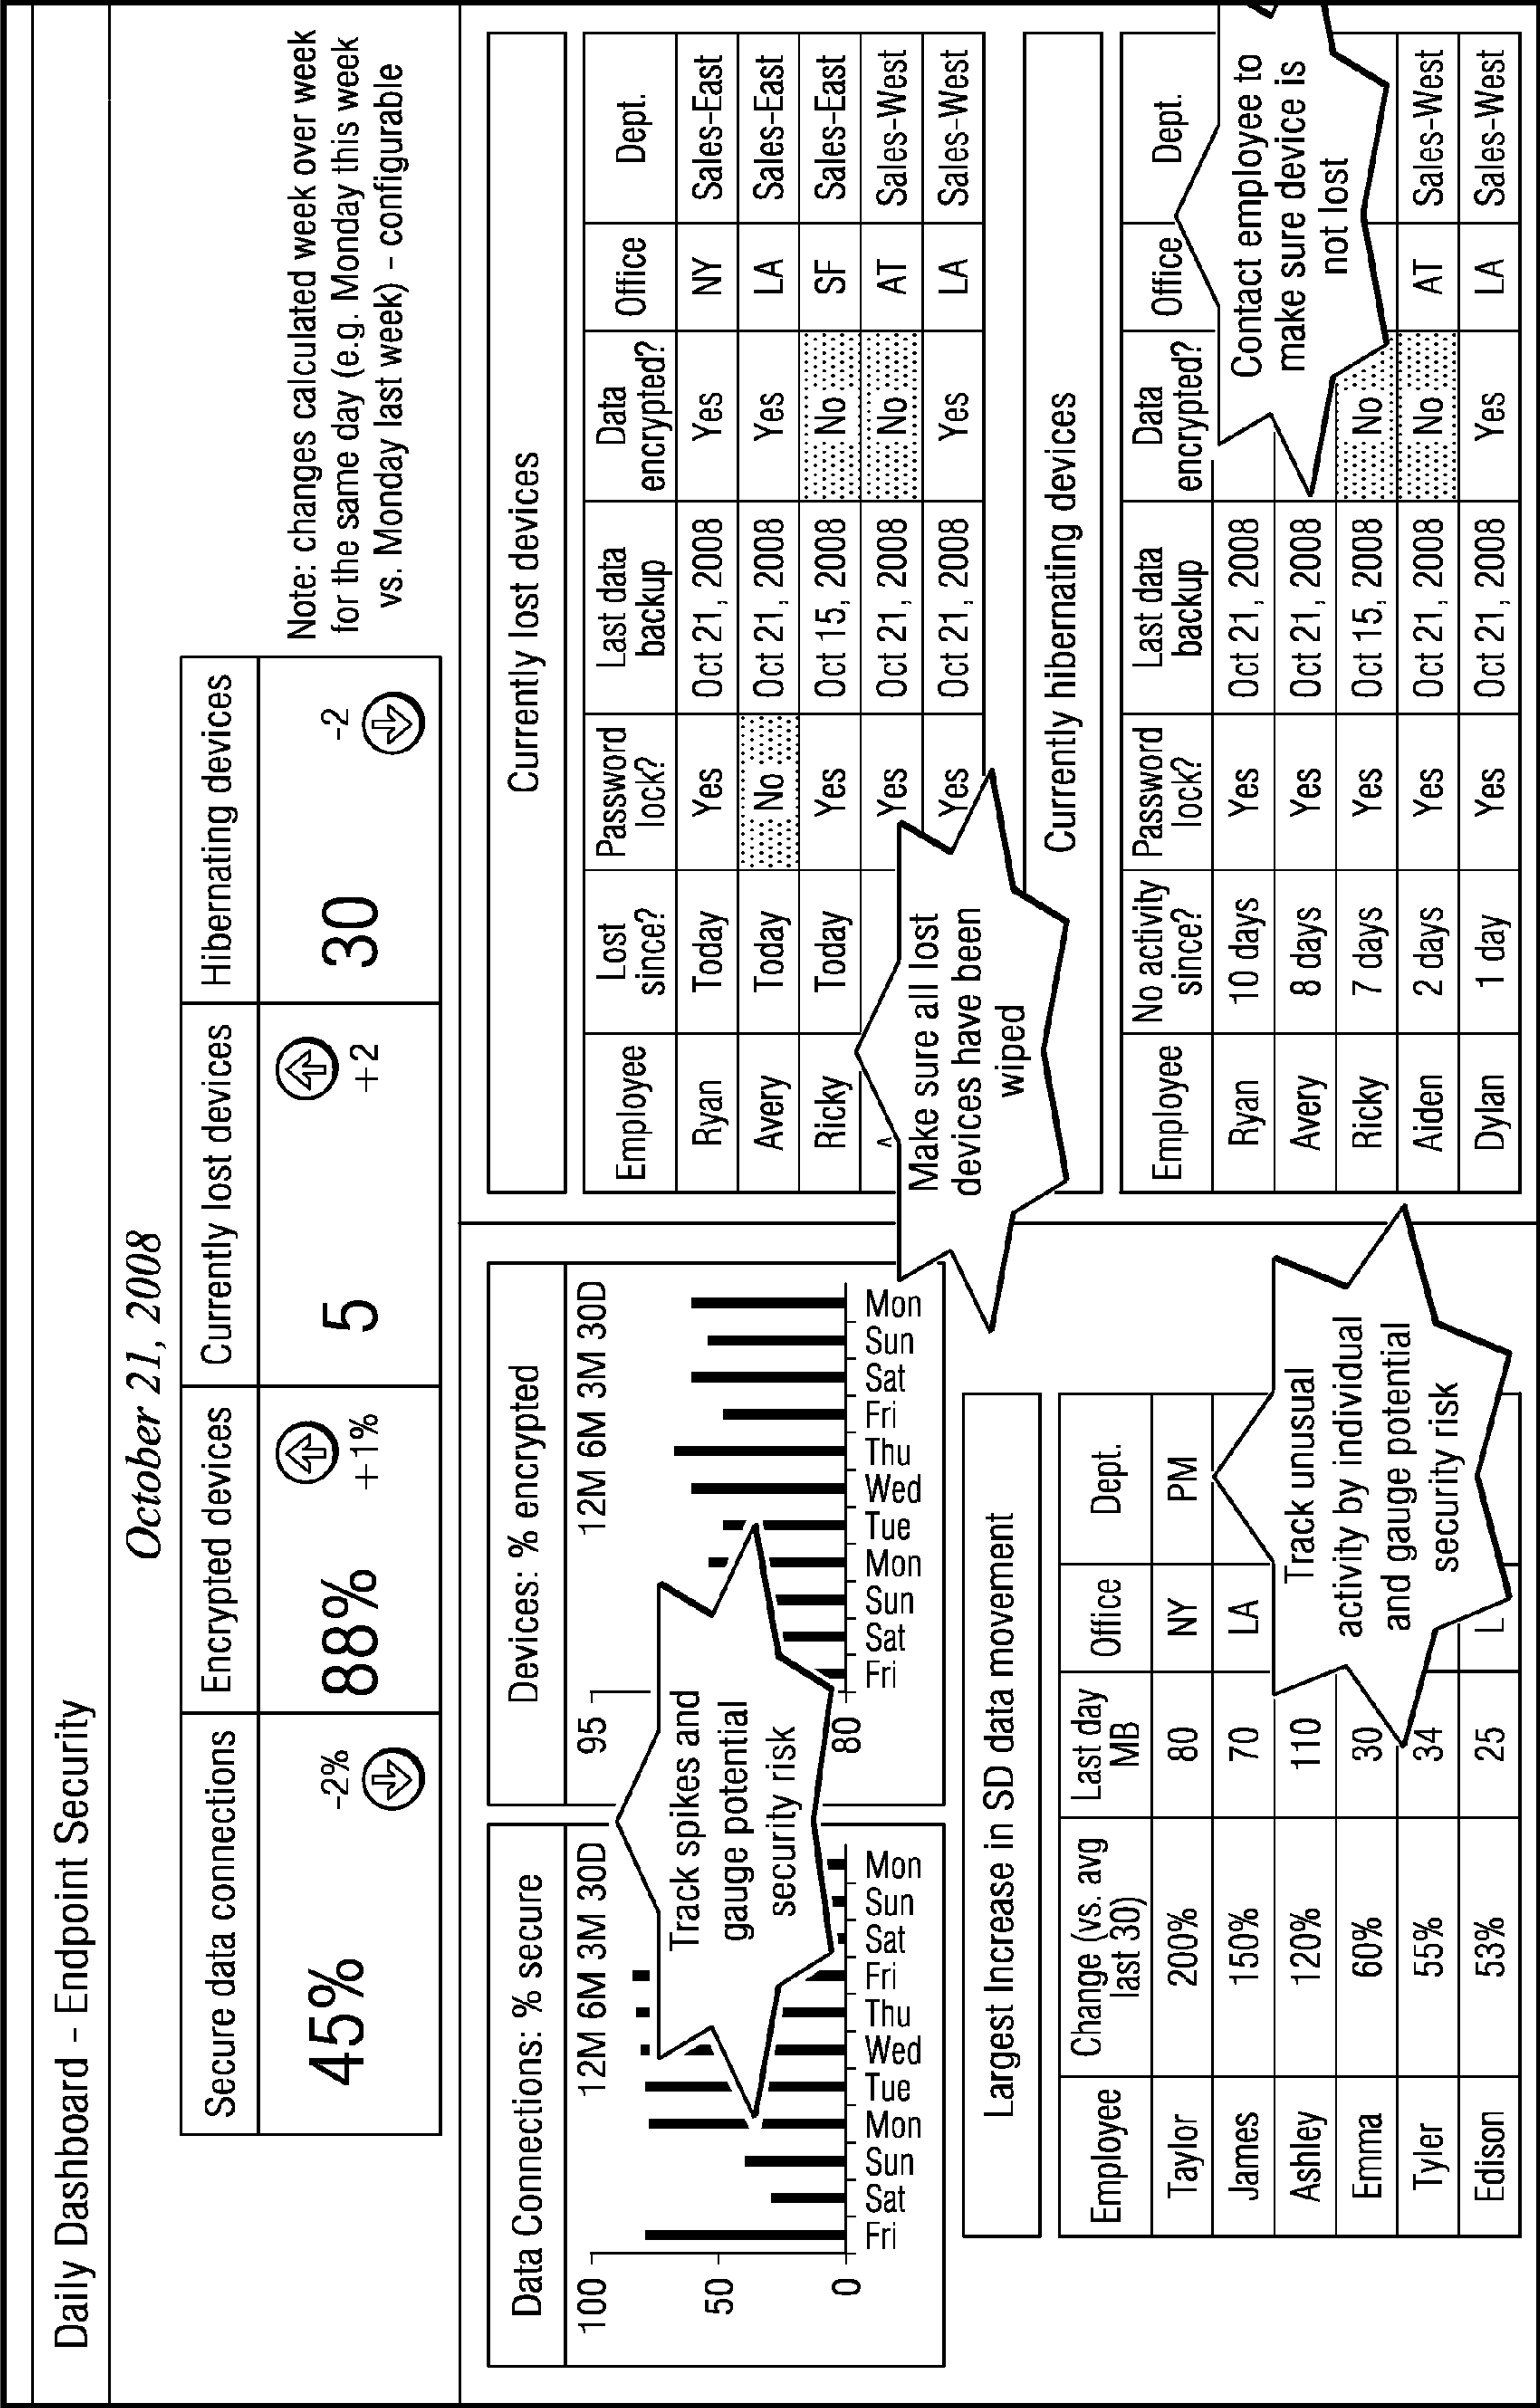 Daily Dashboard - Endpoint Security
October 21, 2008
Secure data connections
45%
-2%
Encrypted devices
88%
+1%
Currently lost devices
5
+2
Hibernating devices
30
-2
Note: changes calculated week over week
for the same day (e.g. Monday this week
vs. Monday last week) - configurable
Data Connections: % secure
12M 6M 3M 30D
100
50
0
Fri
Sat
Sun
Mon
Tue
Wed
Thu
Fri
Sat
Sun
Mon
Devices: % encrypted
12M 6M 3M 30D
95
80
Fri
Sat
Sun
Mon
Tue
Wed
Thu
Fri
Sat
Sun
Mon
Track spikes and
gauge potential
security risk
Largest Increase in SD data movement
Employee Change (vs. avg last 30) Last day MB Office Dept.
Taylor 200% 80 NY PM
James 150% 70 LA
Ashley 120% 110
Emma 60% 30
Tyler 55% 34
Edison 53% 25 L
Track unusual
activity by individual
and gauge potential
security risk
Currently lost devices
Employee Lost since? Password lock? Last data backup Data encrypted? Office Dept.
Ryan Today Yes Oct 21, 2008 Yes NY Sales-East
Avery Today No Oct 21, 2008 Yes LA Sales-East
Ricky Today Yes Oct 15, 2008 No SF Sales-East
Yes Oct 21, 2008 No AT Sales-West
Yes Oct 21, 2008 Yes LA Sales-West
Make sure all lost
devices have been
wiped
Currently hibernating devices
Employee No activity since? Password lock? Last data backup Data encrypted? Office Dept.
Ryan 10 days Yes Oct 21, 2008
Avery 8 days Yes Oct 21, 2008
Ricky 7 days Yes Oct 15, 2008 No
Aiden 2 days Yes Oct 21, 2008 No AT Sales-West
Dylan 1 day Yes Oct 21, 2008 Yes LA Sales-West
Contact employee to
make sure device is
not lost